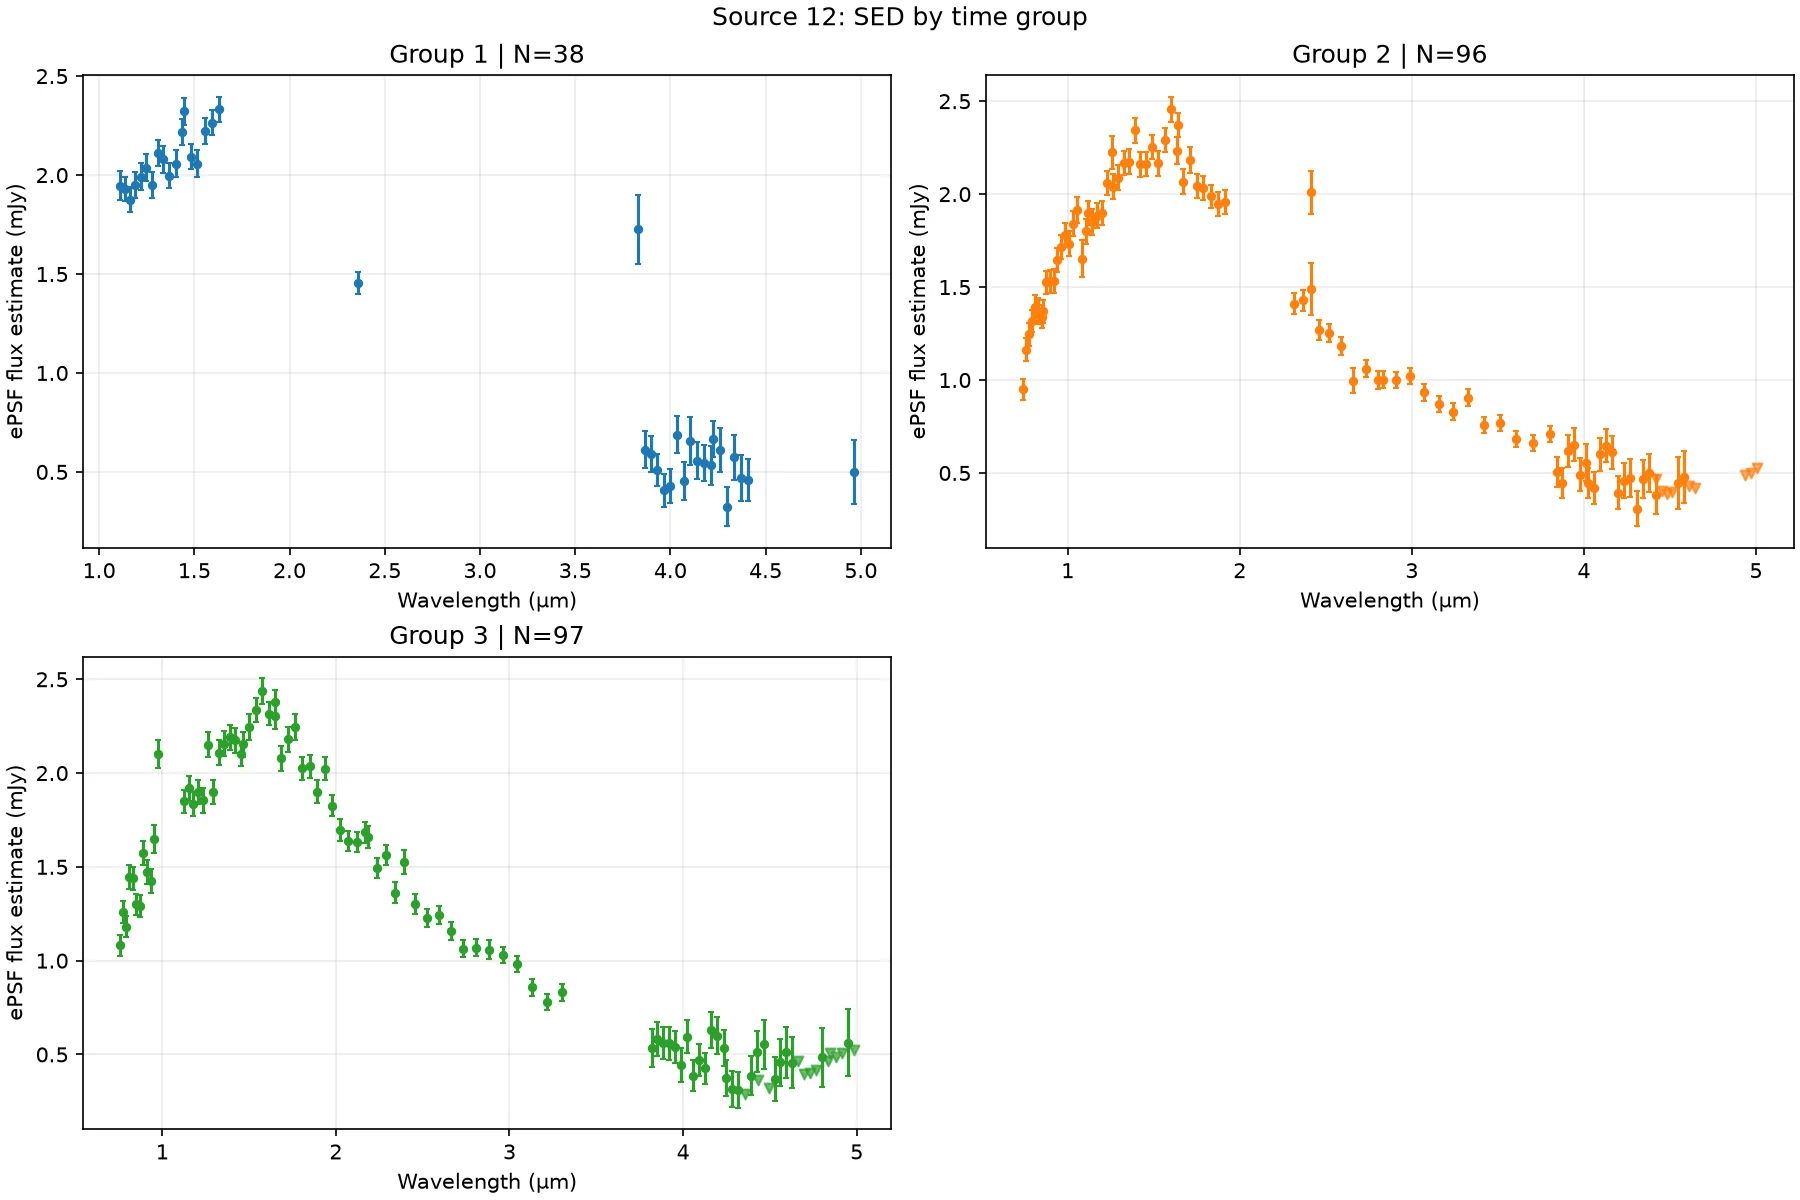 Source 12: SED by time group
Group 1 | N=38
ePSF flux estimate (mJy)
2.5
2.0
1.5
1.0
0.5
1.0 1.5 2.0 2.5 3.0 3.5 4.0 4.5 5.0
Wavelength (µm)
Group 2 | N=96
ePSF flux estimate (mJy)
2.5
2.0
1.5
1.0
0.5
1 2 3 4 5
Wavelength (µm)
Group 3 | N=97
ePSF flux estimate (mJy)
2.5
2.0
1.5
1.0
0.5
1 2 3 4 5
Wavelength (µm)